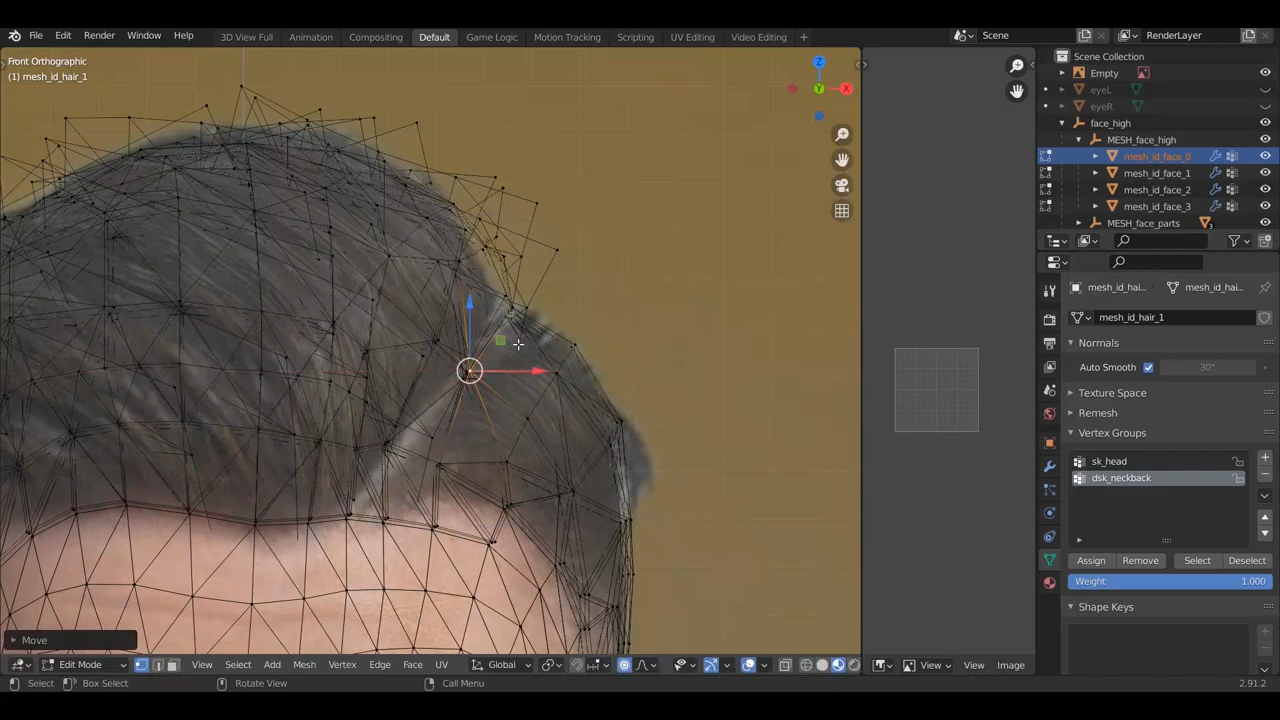 File Edit Render Window Help
3D View Full Animation Compositing Default Game Logic Motion Tracking Scripting UV Editing Video Editing +
Scene
RenderLayer
Front Orthographic
(1) mesh_id_hair_1
Z
Y
X
Scene Collection
Empty
eyeL
eyeR
face_high
MESH_face_high
mesh_id_face_0
mesh_id_face_1
mesh_id_face_2
mesh_id_face_3
MESH_face_parts 3
mesh_id_hai... mesh_id_hair...
mesh_id_hair_1
Normals
Auto Smooth 30°
Texture Space
Remesh
Vertex Groups
sk_head
dsk_neckback
Assign Remove Select Deselect
Weight 1.000
Shape Keys
Move
Edit Mode View Select Add Mesh Vertex Edge Face UV Global
View View Image
Select Box Select Rotate View Call Menu 2.91.2